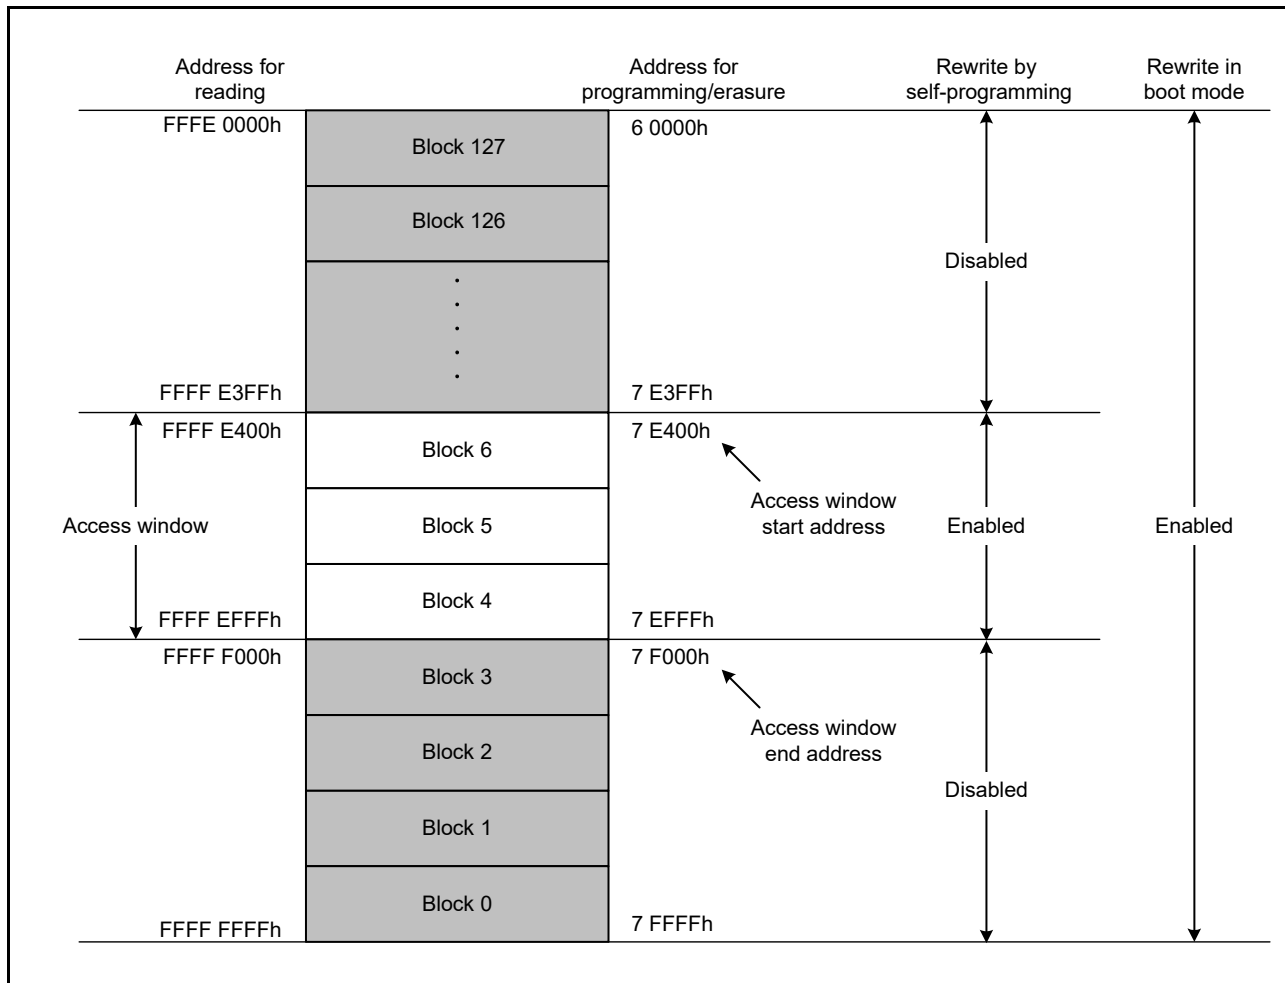 Address for
reading
Address for
programming/erasure
Rewrite by
self-programming
Rewrite in
boot mode
FFFE 0000h
6 0000h
Block 127
Block 126
Disabled
FFFF E3FFh
7 E3FFh
FFFF E400h
7 E400h
Block 6
Access window
start address
Access window
Block 5
Enabled
Enabled
Block 4
FFFF EFFFh
7 EFFFh
FFFF F000h
7 F000h
Block 3
Access window
end address
Block 2
Disabled
Block 1
Block 0
FFFF FFFFh
7 FFFFh